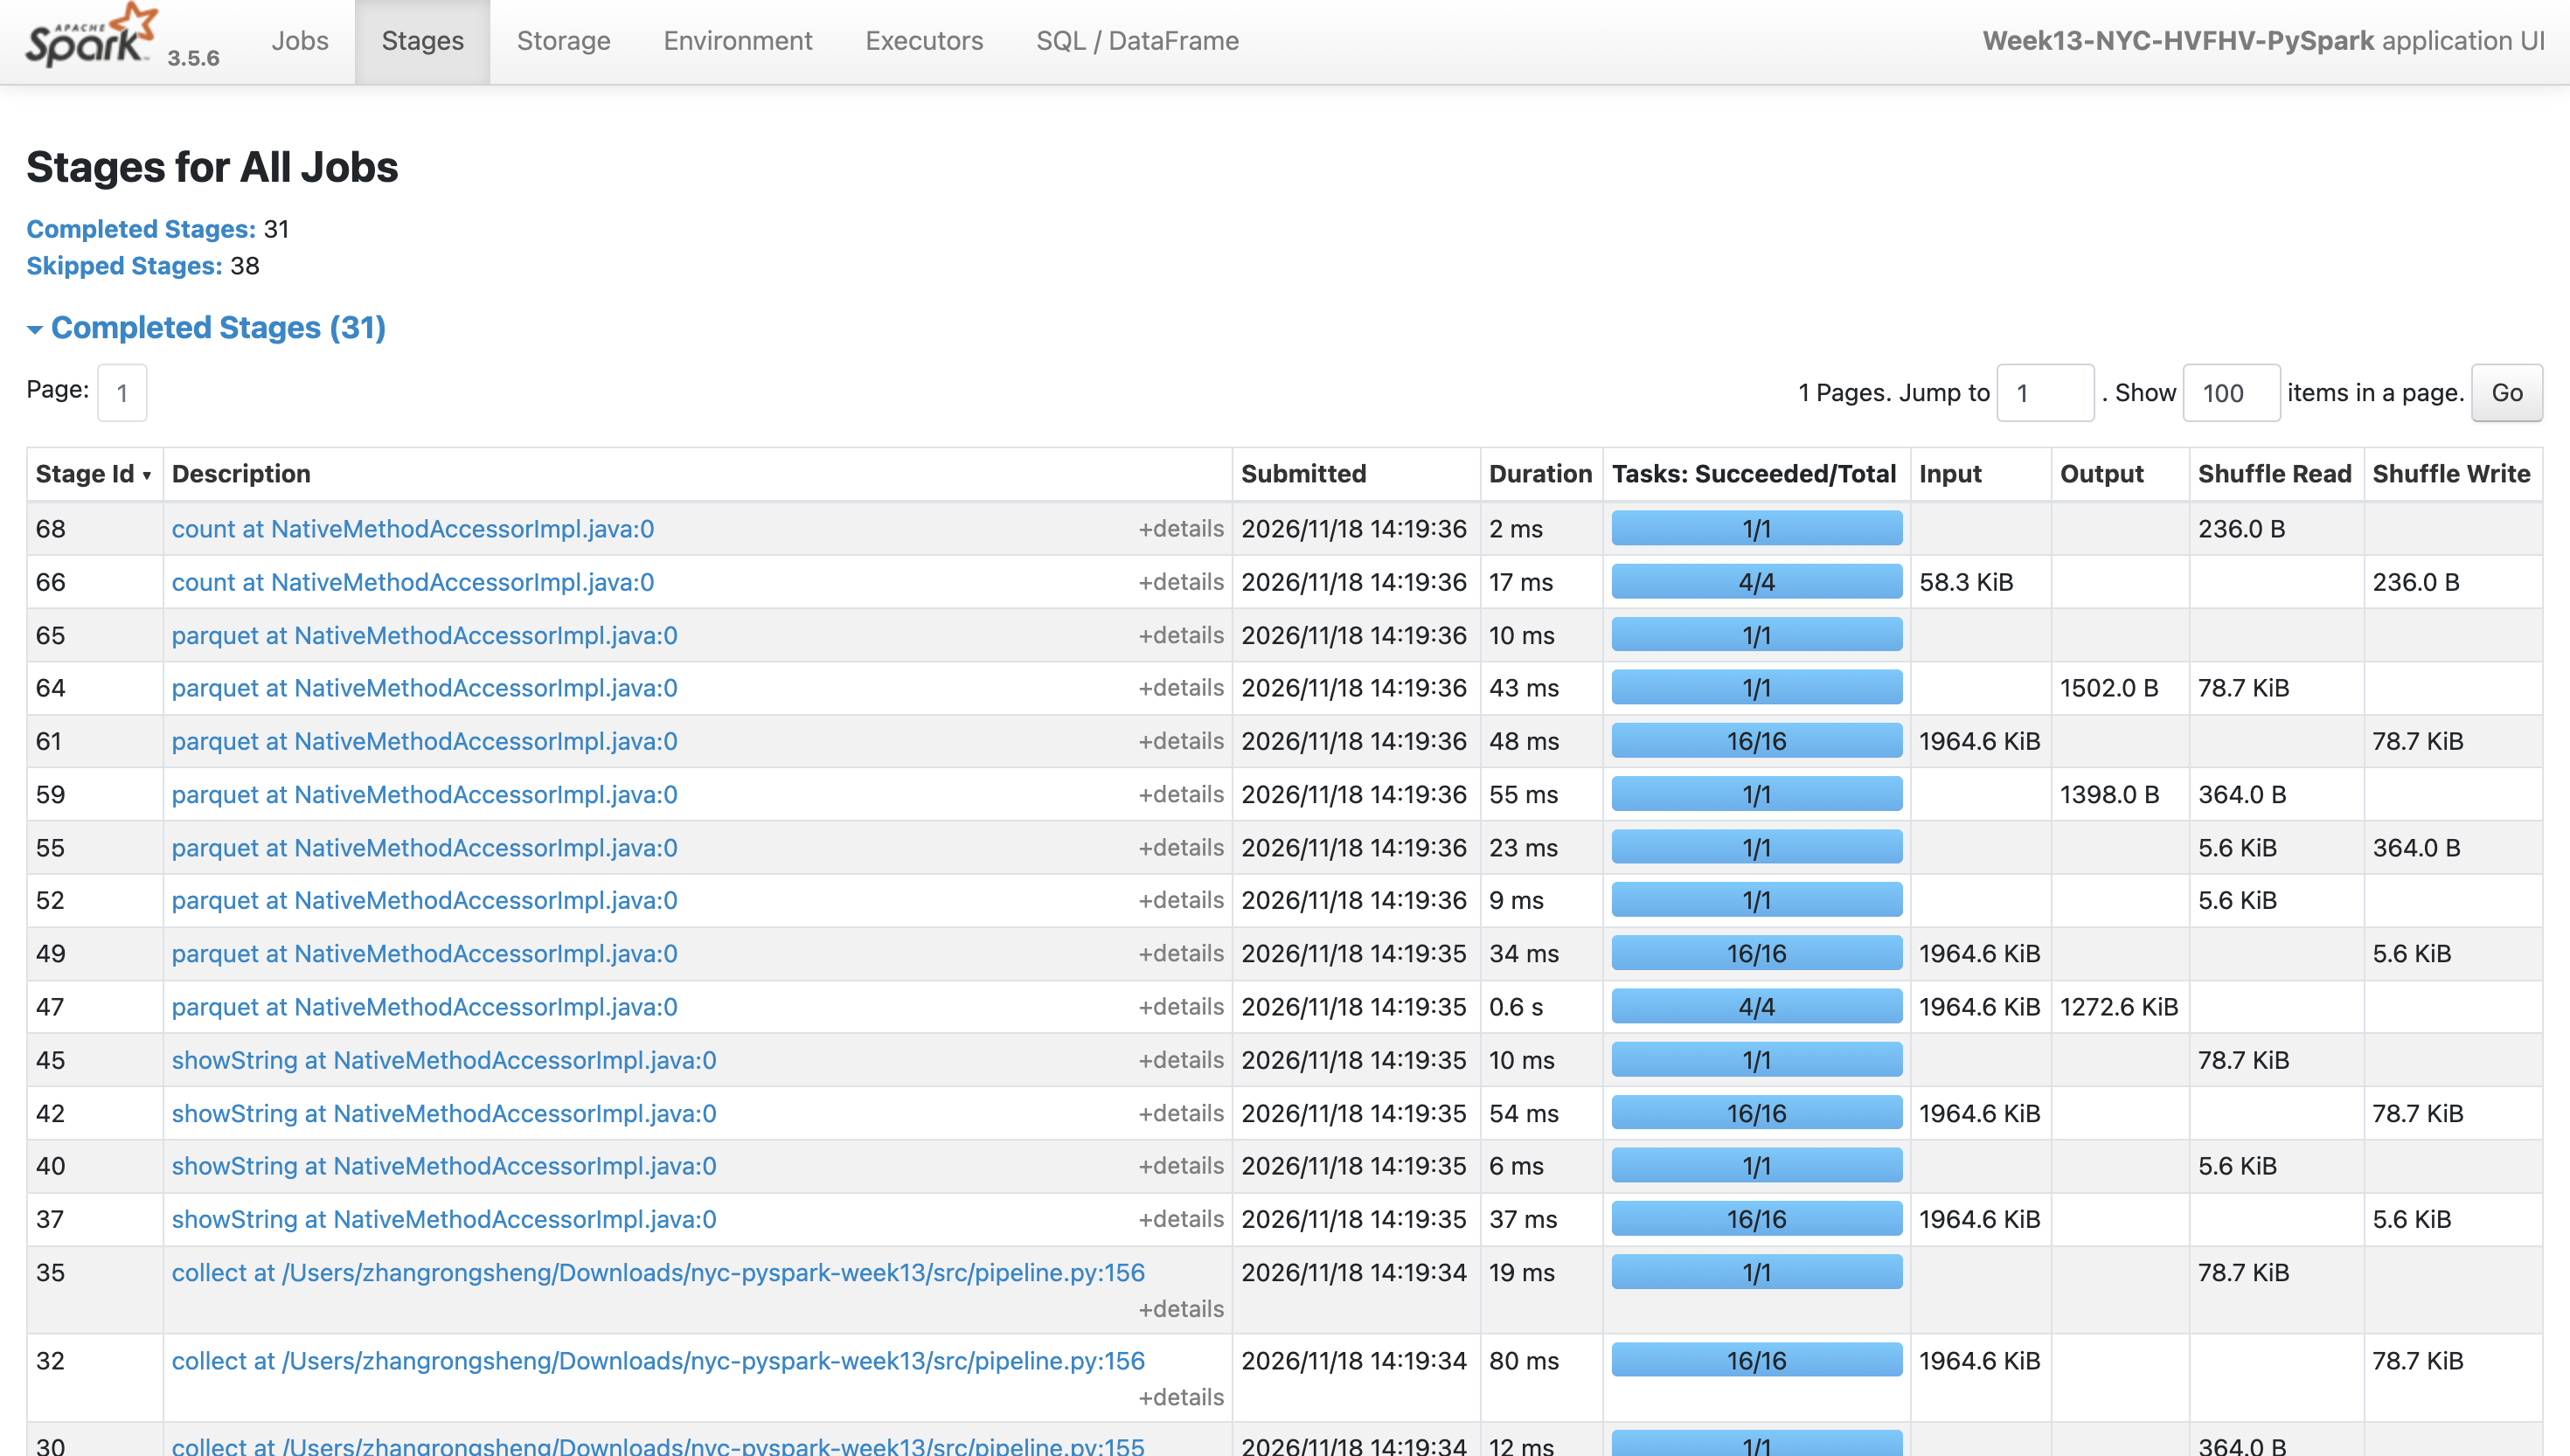 APACHE Spark 3.5.6 Jobs Stages Storage Environment Executors SQL / DataFrame Week13-NYC-HVFHV-PySpark application UI
Stages for All Jobs
Completed Stages: 31
Skipped Stages: 38
Completed Stages (31)
Page: 1 1 Pages. Jump to 1 . Show 100 items in a page. Go
Stage Id ▾ Description Submitted Duration Tasks: Succeeded/Total Input Output Shuffle Read Shuffle Write
68 count at NativeMethodAccessorImpl.java:0 +details 2026/11/18 14:19:36 2 ms 1/1 236.0 B
66 count at NativeMethodAccessorImpl.java:0 +details 2026/11/18 14:19:36 17 ms 4/4 58.3 KiB 236.0 B
65 parquet at NativeMethodAccessorImpl.java:0 +details 2026/11/18 14:19:36 10 ms 1/1
64 parquet at NativeMethodAccessorImpl.java:0 +details 2026/11/18 14:19:36 43 ms 1/1 1502.0 B 78.7 KiB
61 parquet at NativeMethodAccessorImpl.java:0 +details 2026/11/18 14:19:36 48 ms 16/16 1964.6 KiB 78.7 KiB
59 parquet at NativeMethodAccessorImpl.java:0 +details 2026/11/18 14:19:36 55 ms 1/1 1398.0 B 364.0 B
55 parquet at NativeMethodAccessorImpl.java:0 +details 2026/11/18 14:19:36 23 ms 1/1 5.6 KiB 364.0 B
52 parquet at NativeMethodAccessorImpl.java:0 +details 2026/11/18 14:19:36 9 ms 1/1 5.6 KiB
49 parquet at NativeMethodAccessorImpl.java:0 +details 2026/11/18 14:19:35 34 ms 16/16 1964.6 KiB 5.6 KiB
47 parquet at NativeMethodAccessorImpl.java:0 +details 2026/11/18 14:19:35 0.6 s 4/4 1964.6 KiB 1272.6 KiB
45 showString at NativeMethodAccessorImpl.java:0 +details 2026/11/18 14:19:35 10 ms 1/1 78.7 KiB
42 showString at NativeMethodAccessorImpl.java:0 +details 2026/11/18 14:19:35 54 ms 16/16 1964.6 KiB 78.7 KiB
40 showString at NativeMethodAccessorImpl.java:0 +details 2026/11/18 14:19:35 6 ms 1/1 5.6 KiB
37 showString at NativeMethodAccessorImpl.java:0 +details 2026/11/18 14:19:35 37 ms 16/16 1964.6 KiB 5.6 KiB
35 collect at /Users/zhangrongsheng/Downloads/nyc-pyspark-week13/src/pipeline.py:156 2026/11/18 14:19:34 19 ms 1/1 78.7 KiB
+details
32 collect at /Users/zhangrongsheng/Downloads/nyc-pyspark-week13/src/pipeline.py:156 2026/11/18 14:19:34 80 ms 16/16 1964.6 KiB 78.7 KiB
+details
30 collect at /Users/zhangrongsheng/Downloads/nyc-pyspark-week13/src/pipeline.py:155 2026/11/18 14:19:34 12 ms 1/1 364.0 B